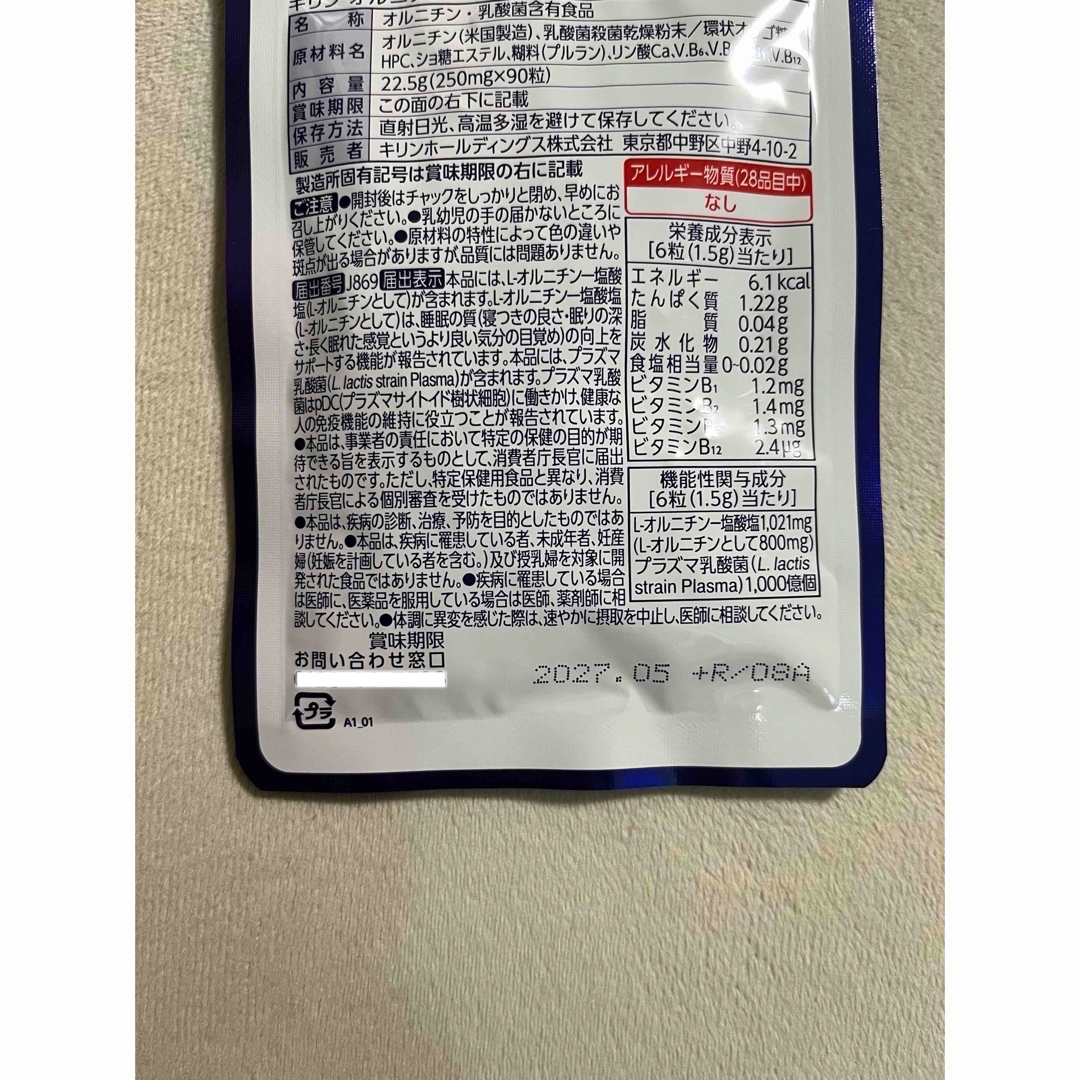 キリン オルニチ
名称 オルニチン・乳酸菌含有食品
原材料名 オルニチン(米国製造)、乳酸菌殺菌乾燥粉末/環状オ
HPC、ショ糖エステル、糊料(プルラン)、リン酸Ca、V.B₆、V.B V.B₁₂
内容量 22.5g(250mg×90粒)
賞味期限 この面の右下に記載
保存方法 直射日光、高温多湿を避けて保存してください。
販売者 キリンホールディングス株式会社 東京都中野区中野4-10-2
製造所固有記号は賞味期限の右に記載
ご注意 ●開封後はチャックをしっかりと閉め、早めにお
召し上がりください。●乳幼児の手の届かないところに
保管してください。●原材料の特性によって色の違いや
斑点が出る場合がありますが、品質には問題ありません。
届出番号 J869 届出表示 本品には、L-オルニチン一塩酸
塩(L-オルニチンとして)が含まれます。L-オルニチン一塩酸塩
(L-オルニチンとして)は、睡眠の質(寝つきの良さ・眠りの深
さ・長く眠れた感覚というより良い気分の目覚め)の向上を
サポートする機能が報告されています。本品には、プラズマ
乳酸菌(L. lactis strain Plasma)が含まれます。プラズマ乳酸
菌はpDC(プラズマサイトイド樹状細胞)に働きかけ、健康な
人の免疫機能の維持に役立つことが報告されています。
●本品は、事業者の責任において特定の保健の目的が期
待できる旨を表示するものとして、消費者庁長官に届出
されたものです。ただし、特定保健用食品と異なり、消費
者庁長官による個別審査を受けたものではありません。
●本品は、疾病の診断、治療、予防を目的としたものではあ
りません。●本品は、疾病に罹患している者、未成年者、妊産
婦(妊娠を計画している者を含む。)及び授乳婦を対象に開
発された食品ではありません。●疾病に罹患している場合
は医師に、医薬品を服用している場合は医師、薬剤師に相
談してください。●体調に異変を感じた際は、速やかに摂取を中止し、医師に相談してください。
アレルギー物質(28品目中)
なし
栄養成分表示
[6粒(1.5g)当たり]
エネルギー 6.1kcal
たんぱく質 1.22g
脂質 0.04g
炭水化物 0.21g
食塩相当量 0~0.02g
ビタミンB₁ 1.2mg
ビタミンB₂ 1.4mg
ビタミン 1.3mg
ビタミンB₁₂ 2.4μg
機能性関与成分
[6粒(1.5g)当たり]
L-オルニチン一塩酸塩1,021mg
(L-オルニチンとして800mg)
プラズマ乳酸菌(L. lactis
strain Plasma)1,000億個
賞味期限
お問い合わせ窓口
2027.05 +R/08A
プラ
A1_01